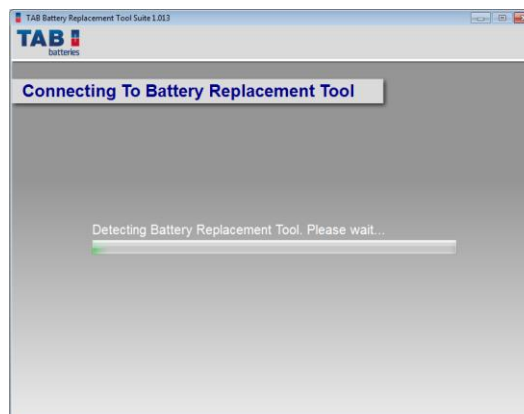 TAB Battery Replacement Tool Suite 1.013
TAB
batteries
Connecting To Battery Replacement Tool
Detecting Battery Replacement Tool. Please wait...